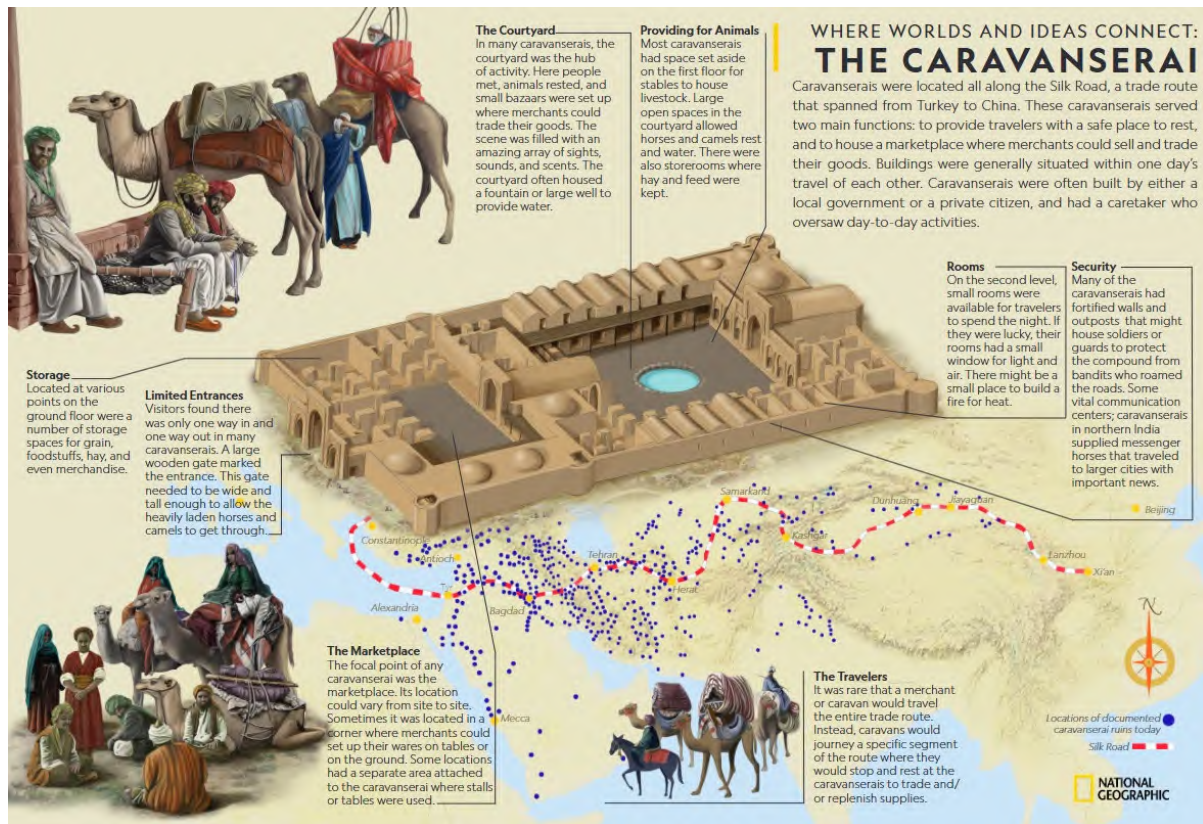 WHERE WORLDS AND IDEAS CONNECT:
THE CARAVANSERAI
Caravanserais were located all along the Silk Road, a trade route
that spanned from Turkey to China. These caravanserais served
two main functions: to provide travelers with a safe place to rest,
and to house a marketplace where merchants could sell and trade
their goods. Buildings were generally situated within one day's
travel of each other. Caravanserais were often built by either a
local government or a private citizen, and had a caretaker who
oversaw day-to-day activities.
The Courtyard
In many caravanserais, the
courtyard was the hub
of activity. Here people
met, animals rested, and
small bazaars were set up
where merchants could
trade their goods. The
scene was filled with an
amazing array of sights,
sounds, and scents. The
courtyard often housed
a fountain or large well to
provide water.
Providing for Animals
Most caravanserais
had space set aside
on the first floor for
stables to house
livestock. Large
open spaces in the
courtyard allowed
horses and camels rest
and water. There were
also storerooms where
hay and feed were
kept.
Rooms
On the second level,
small rooms were
available for travelers
to spend the night. If
they were lucky, their
rooms had a small
window for light and
air. There might be a
small place to build a
fire for heat.
Security
Many of the
caravanserais had
fortified walls and
outposts that might
house soldiers or
guards to protect
the compound from
bandits who roamed
the roads. Some
vital communication
centers; caravanserais
in northern India
supplied messenger
horses that traveled
to larger cities with
important news.
Storage
Located at various
points on the
ground floor were a
number of storage
spaces for grain,
foodstuffs, hay, and
even merchandise.
Limited Entrances
Visitors found there
was only one way in and
one way out in many
caravanserais. A large
wooden gate marked
the entrance. This gate
needed to be wide and
tall enough to allow the
heavily laden horses and
camels to get through.
Constantinople
Antioch
Tyr
Alexandria
Bagdad
Tehran
Herat
Samarkand
Kashgar
Dunhuang
Jiayaguan
Beijing
Lanzhou
Xi'an
Mecca
The Marketplace
The focal point of any
caravanserai was the
marketplace. Its location
could vary from site to site.
Sometimes it was located in a
corner where merchants could
set up their wares on tables or
on the ground. Some locations
had a separate area attached
to the caravanserai where stalls
or tables were used.
The Travelers
It was rare that a merchant
or caravan would travel
the entire trade route.
Instead, caravans would
journey a specific segment
of the route where they
would stop and rest at the
caravanserais to trade and/
or replenish supplies.
N
Locations of documented
caravanserai ruins today
Silk Road
NATIONAL
GEOGRAPHIC